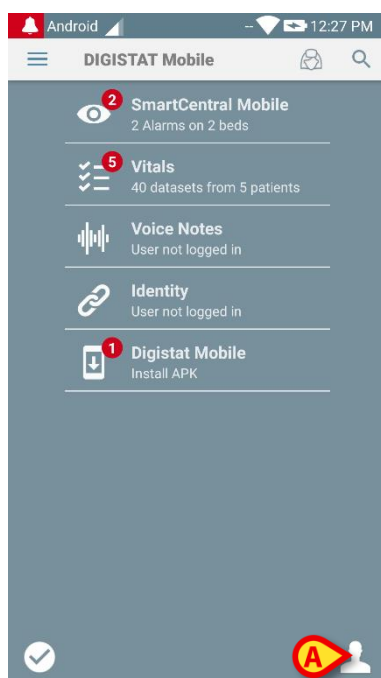 Android -- 12:27 PM
DIGISTAT Mobile
2
SmartCentral Mobile
2 Alarms on 2 beds
5
Vitals
40 datasets from 5 patients
Voice Notes
User not logged in
Identity
User not logged in
1
Digistat Mobile
Install APK
A